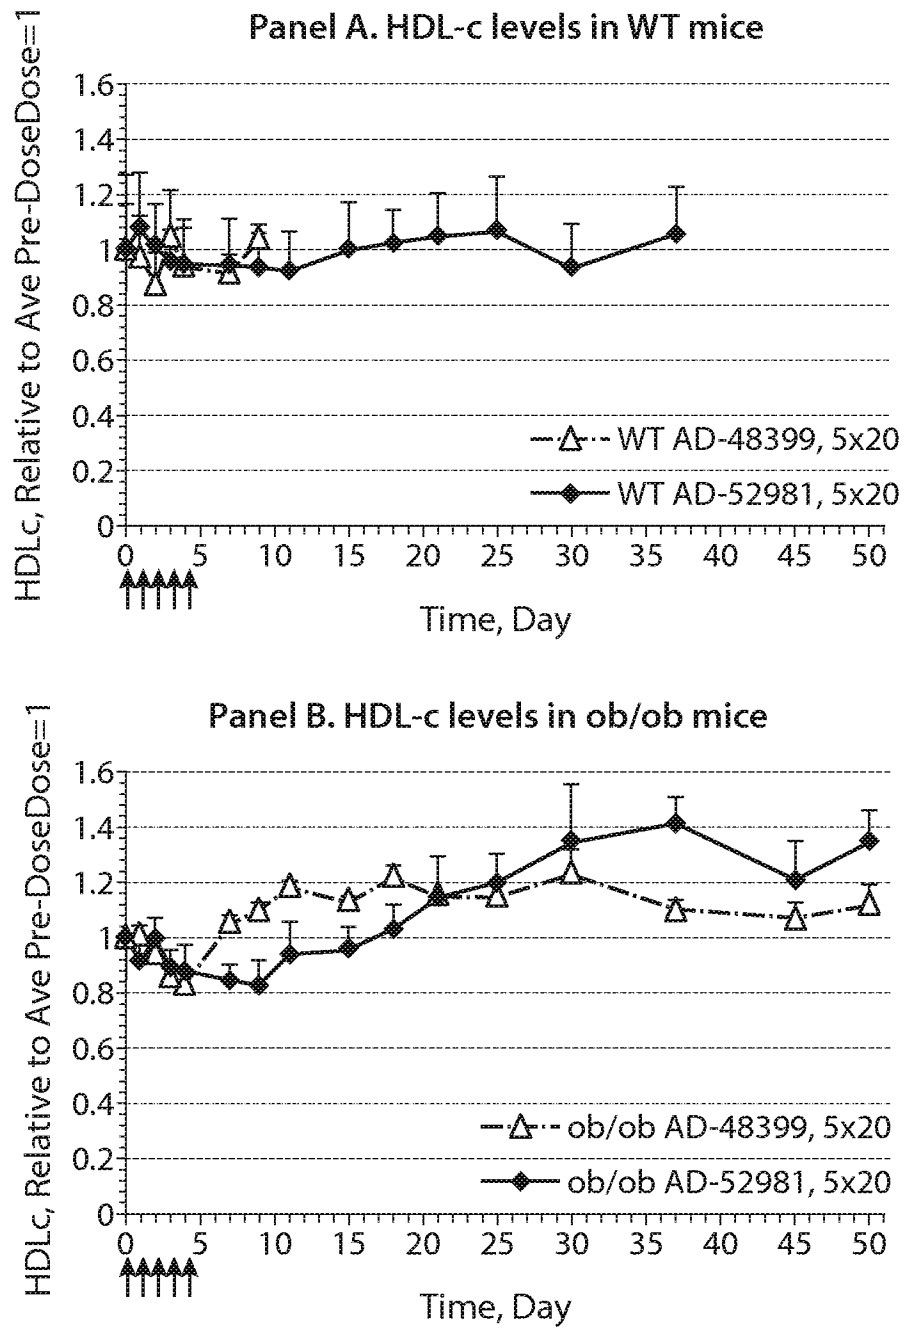 Panel A. HDL-c levels in WT mice
HDLc, Relative to Ave Pre-DoseDose=1
1.6
1.4
1.2
1
0.8
0.6
0.4
0.2
0
WT AD-48399, 5x20
WT AD-52981, 5x20
0 5 10 15 20 25 30 35 40 45 50
Time, Day
Panel B. HDL-c levels in ob/ob mice
HDLc, Relative to Ave Pre-DoseDose=1
1.6
1.4
1.2
1
0.8
0.6
0.4
0.2
0
ob/ob AD-48399, 5x20
ob/ob AD-52981, 5x20
0 5 10 15 20 25 30 35 40 45 50
Time, Day